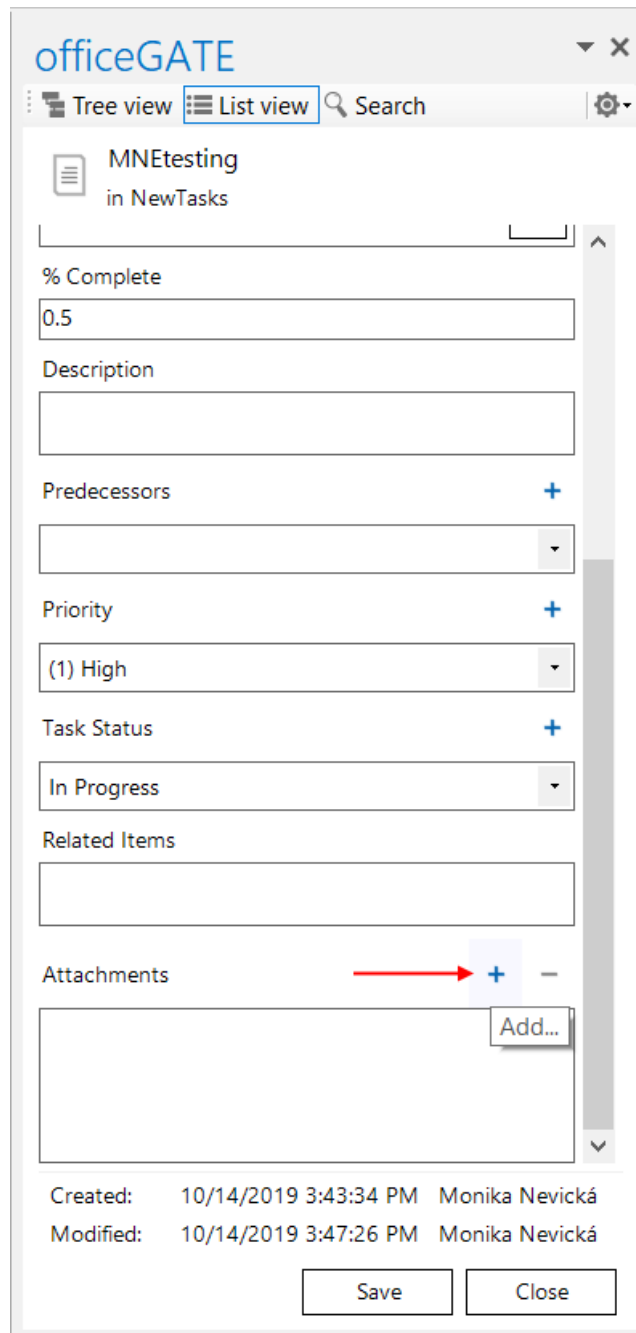 officeGATE
Tree view List view Search
MNEtesting
in NewTasks
% Complete
0.5
Description
Predecessors
Priority
(1) High
Task Status
In Progress
Related Items
Attachments
Add...
Created: 10/14/2019 3:43:34 PM Monika Nevická
Modified: 10/14/2019 3:47:26 PM Monika Nevická
Save Close